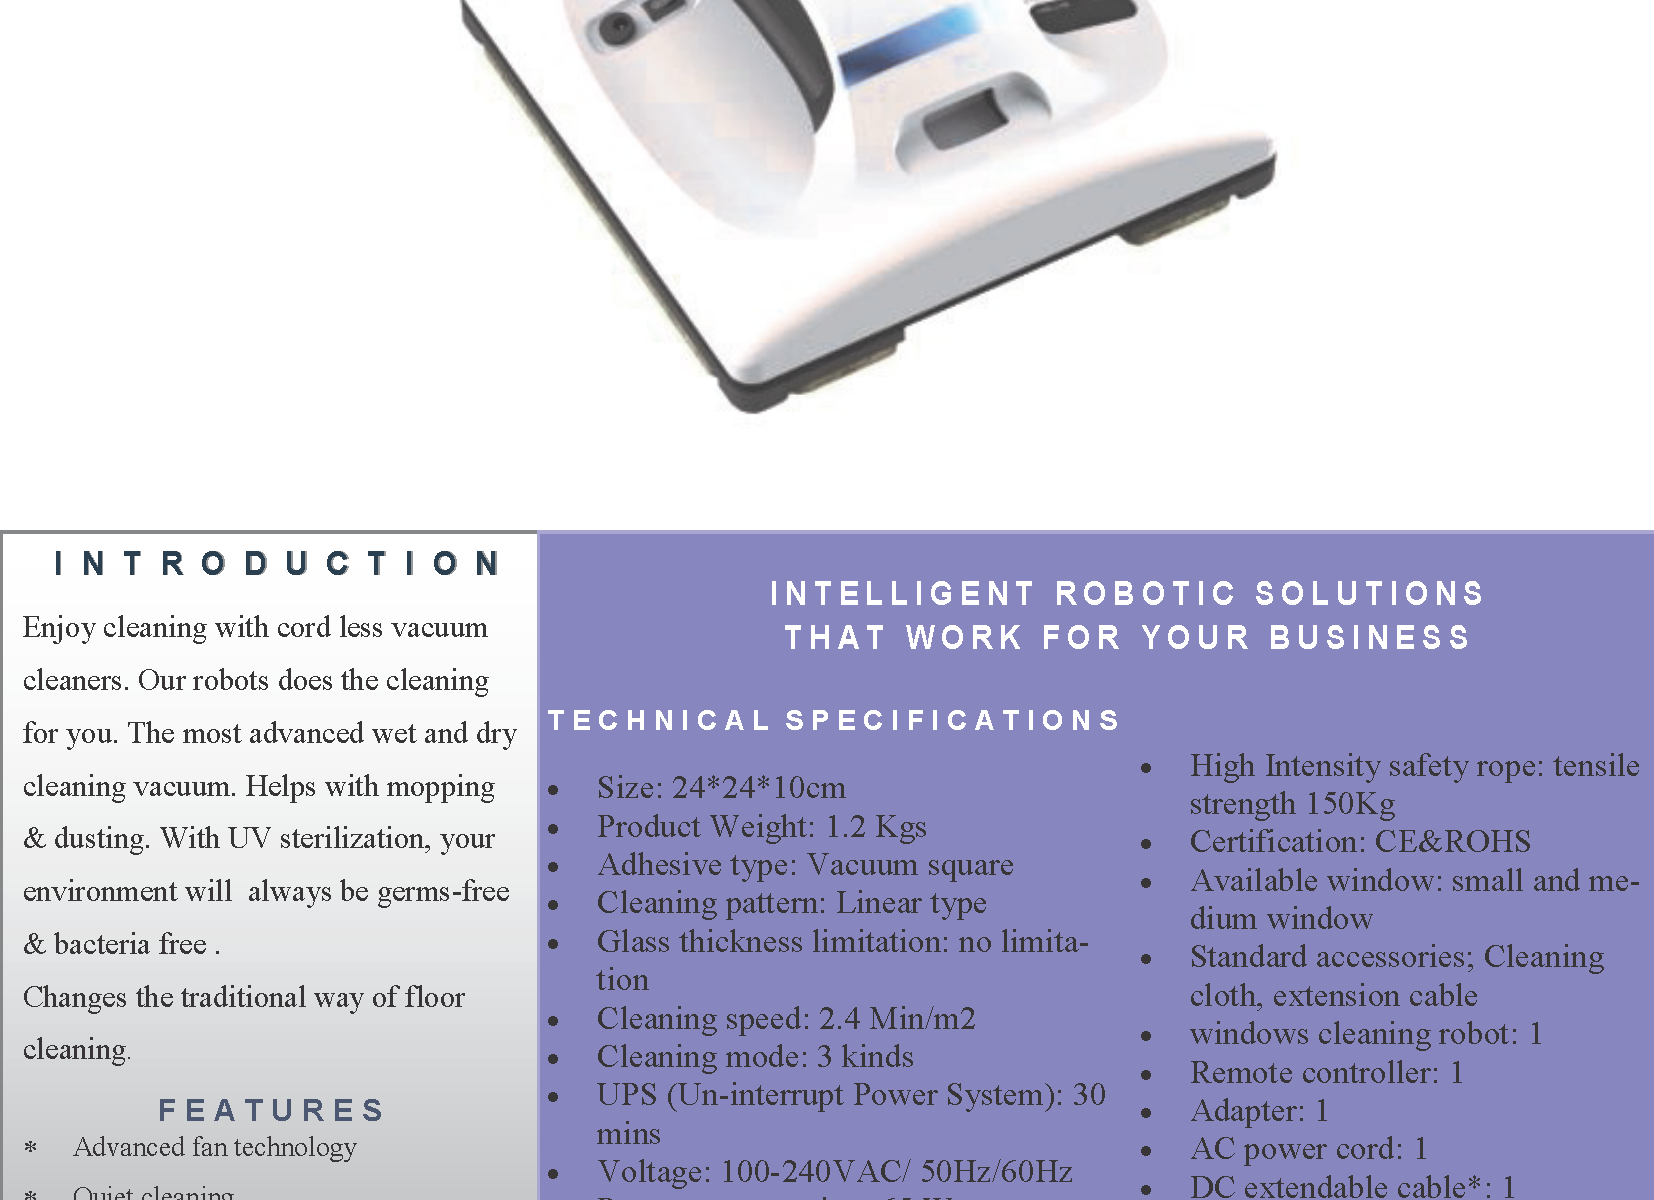 INTRODUCTION
Enjoy cleaning with cord less vacuum
cleaners. Our robots does the cleaning
for you. The most advanced wet and dry
cleaning vacuum. Helps with mopping
& dusting. With UV sterilization, your
environment will  always be germs-free
& bacteria free .
Changes the traditional way of floor
cleaning.
FEATURES
* Advanced fan technology
* Quiet cleaning
INTELLIGENT ROBOTIC SOLUTIONS
THAT WORK FOR YOUR BUSINESS
TECHNICAL SPECIFICATIONS
• Size: 24*24*10cm
• Product Weight: 1.2 Kgs
• Adhesive type: Vacuum square
• Cleaning pattern: Linear type
• Glass thickness limitation: no limita-
tion
• Cleaning speed: 2.4 Min/m2
• Cleaning mode: 3 kinds
• UPS (Un-interrupt Power System): 30
mins
• Voltage: 100-240VAC/ 50Hz/60Hz
• High Intensity safety rope: tensile
strength 150Kg
• Certification: CE&ROHS
• Available window: small and me-
dium window
• Standard accessories; Cleaning
cloth, extension cable
• windows cleaning robot: 1
• Remote controller: 1
• Adapter: 1
• AC power cord: 1
• DC extendable cable*: 1